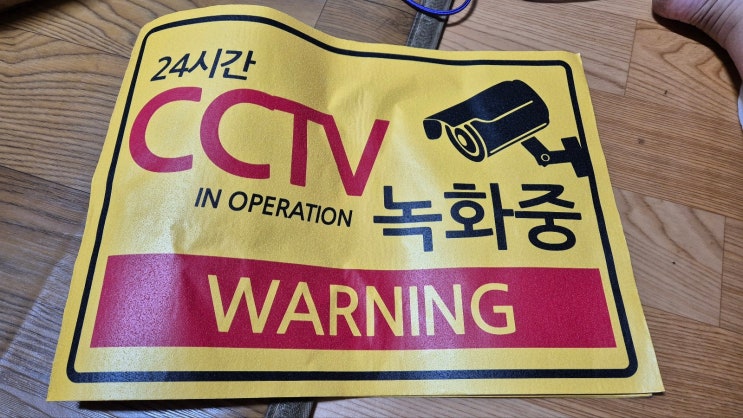 24시간
CCTV
IN OPERATION
녹화중
WARNING